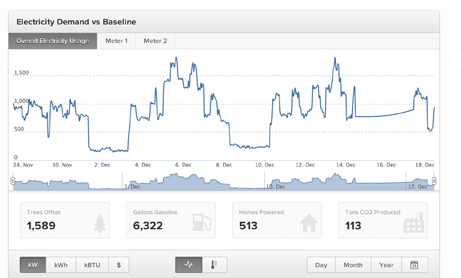 Electricity Demand vs Baseline
Overall Electricity Usage Meter 1 Meter 2
1,500
1,000
500
0
28. Nov 30. Nov 2. Dec 4. Dec 6. Dec 8. Dec 10. Dec 12. Dec 14. Dec 16. Dec 18. Dec
3. Dec 10. Dec 17. Dec
Trees Offset Gallons Gasoline Homes Powered Tons CO2 Produced
1,589 6,322 513 113
kW kWh kBTU $ Day Month Year